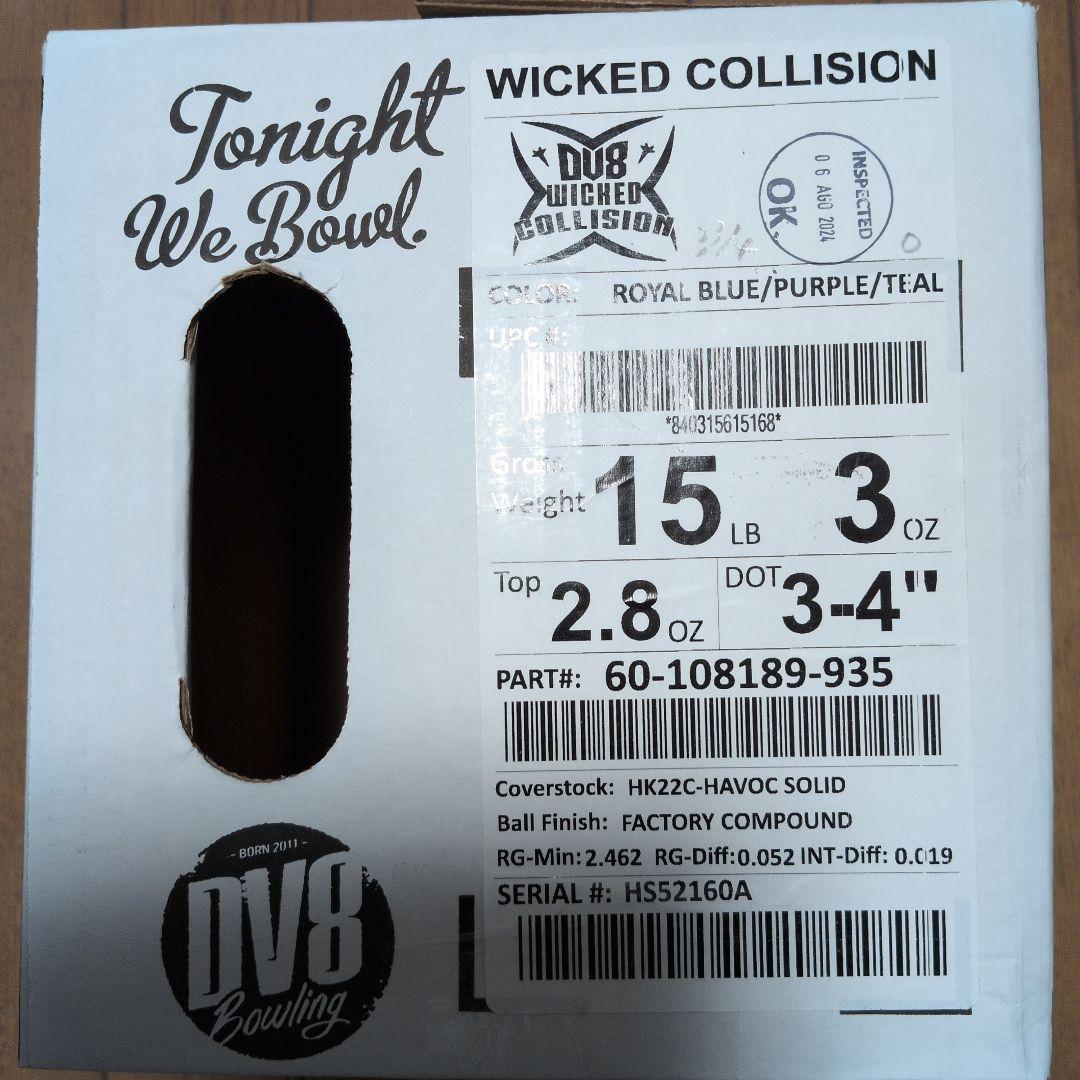 Tonight
We Bowl.
WICKED COLLISION
DV8
WICKED
COLLISION
INSPECTED
06 AGO 2024
OK.
COLOR: ROYAL BLUE/PURPLE/TEAL
UPC #:
*840315615168*
Gross
Weight 15 LB 3 OZ
Top 2.8 OZ DOT 3-4"
PART#: 60-108189-935
Coverstock: HK22C-HAVOC SOLID
Ball Finish: FACTORY COMPOUND
RG-Min: 2.462 RG-Diff: 0.052 INT-Diff: 0.019
SERIAL #: HS52160A
- BORN 2011 -
DV8
Bowling